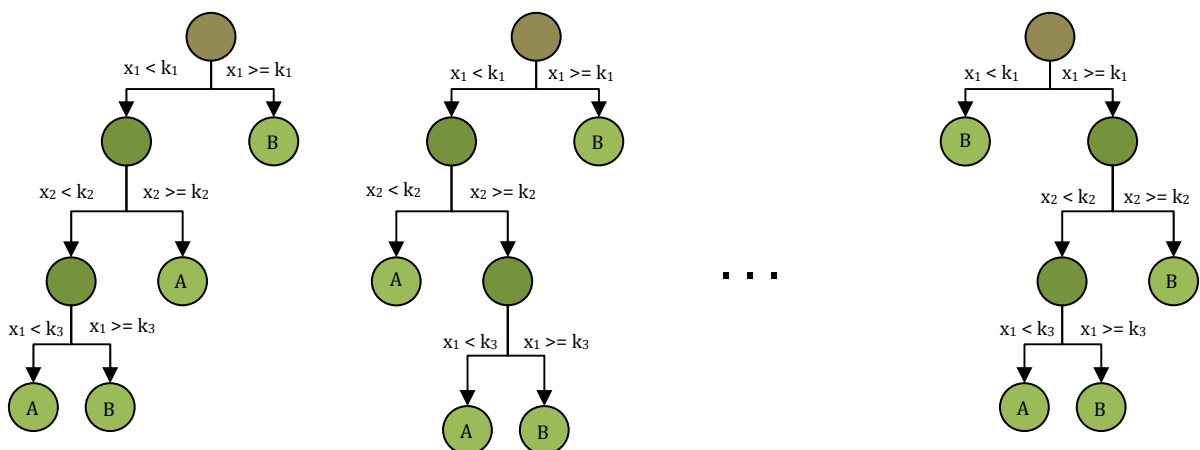 x₁ < k₁ x₁ >= k₁
B
x₂ < k₂ x₂ >= k₂
A
x₁ < k₃ x₁ >= k₃
A B
x₁ < k₁ x₁ >= k₁
B
x₂ < k₂ x₂ >= k₂
A
x₁ < k₃ x₁ >= k₃
A B
. . .
x₁ < k₁ x₁ >= k₁
B
x₂ < k₂ x₂ >= k₂
B
x₁ < k₃ x₁ >= k₃
A B